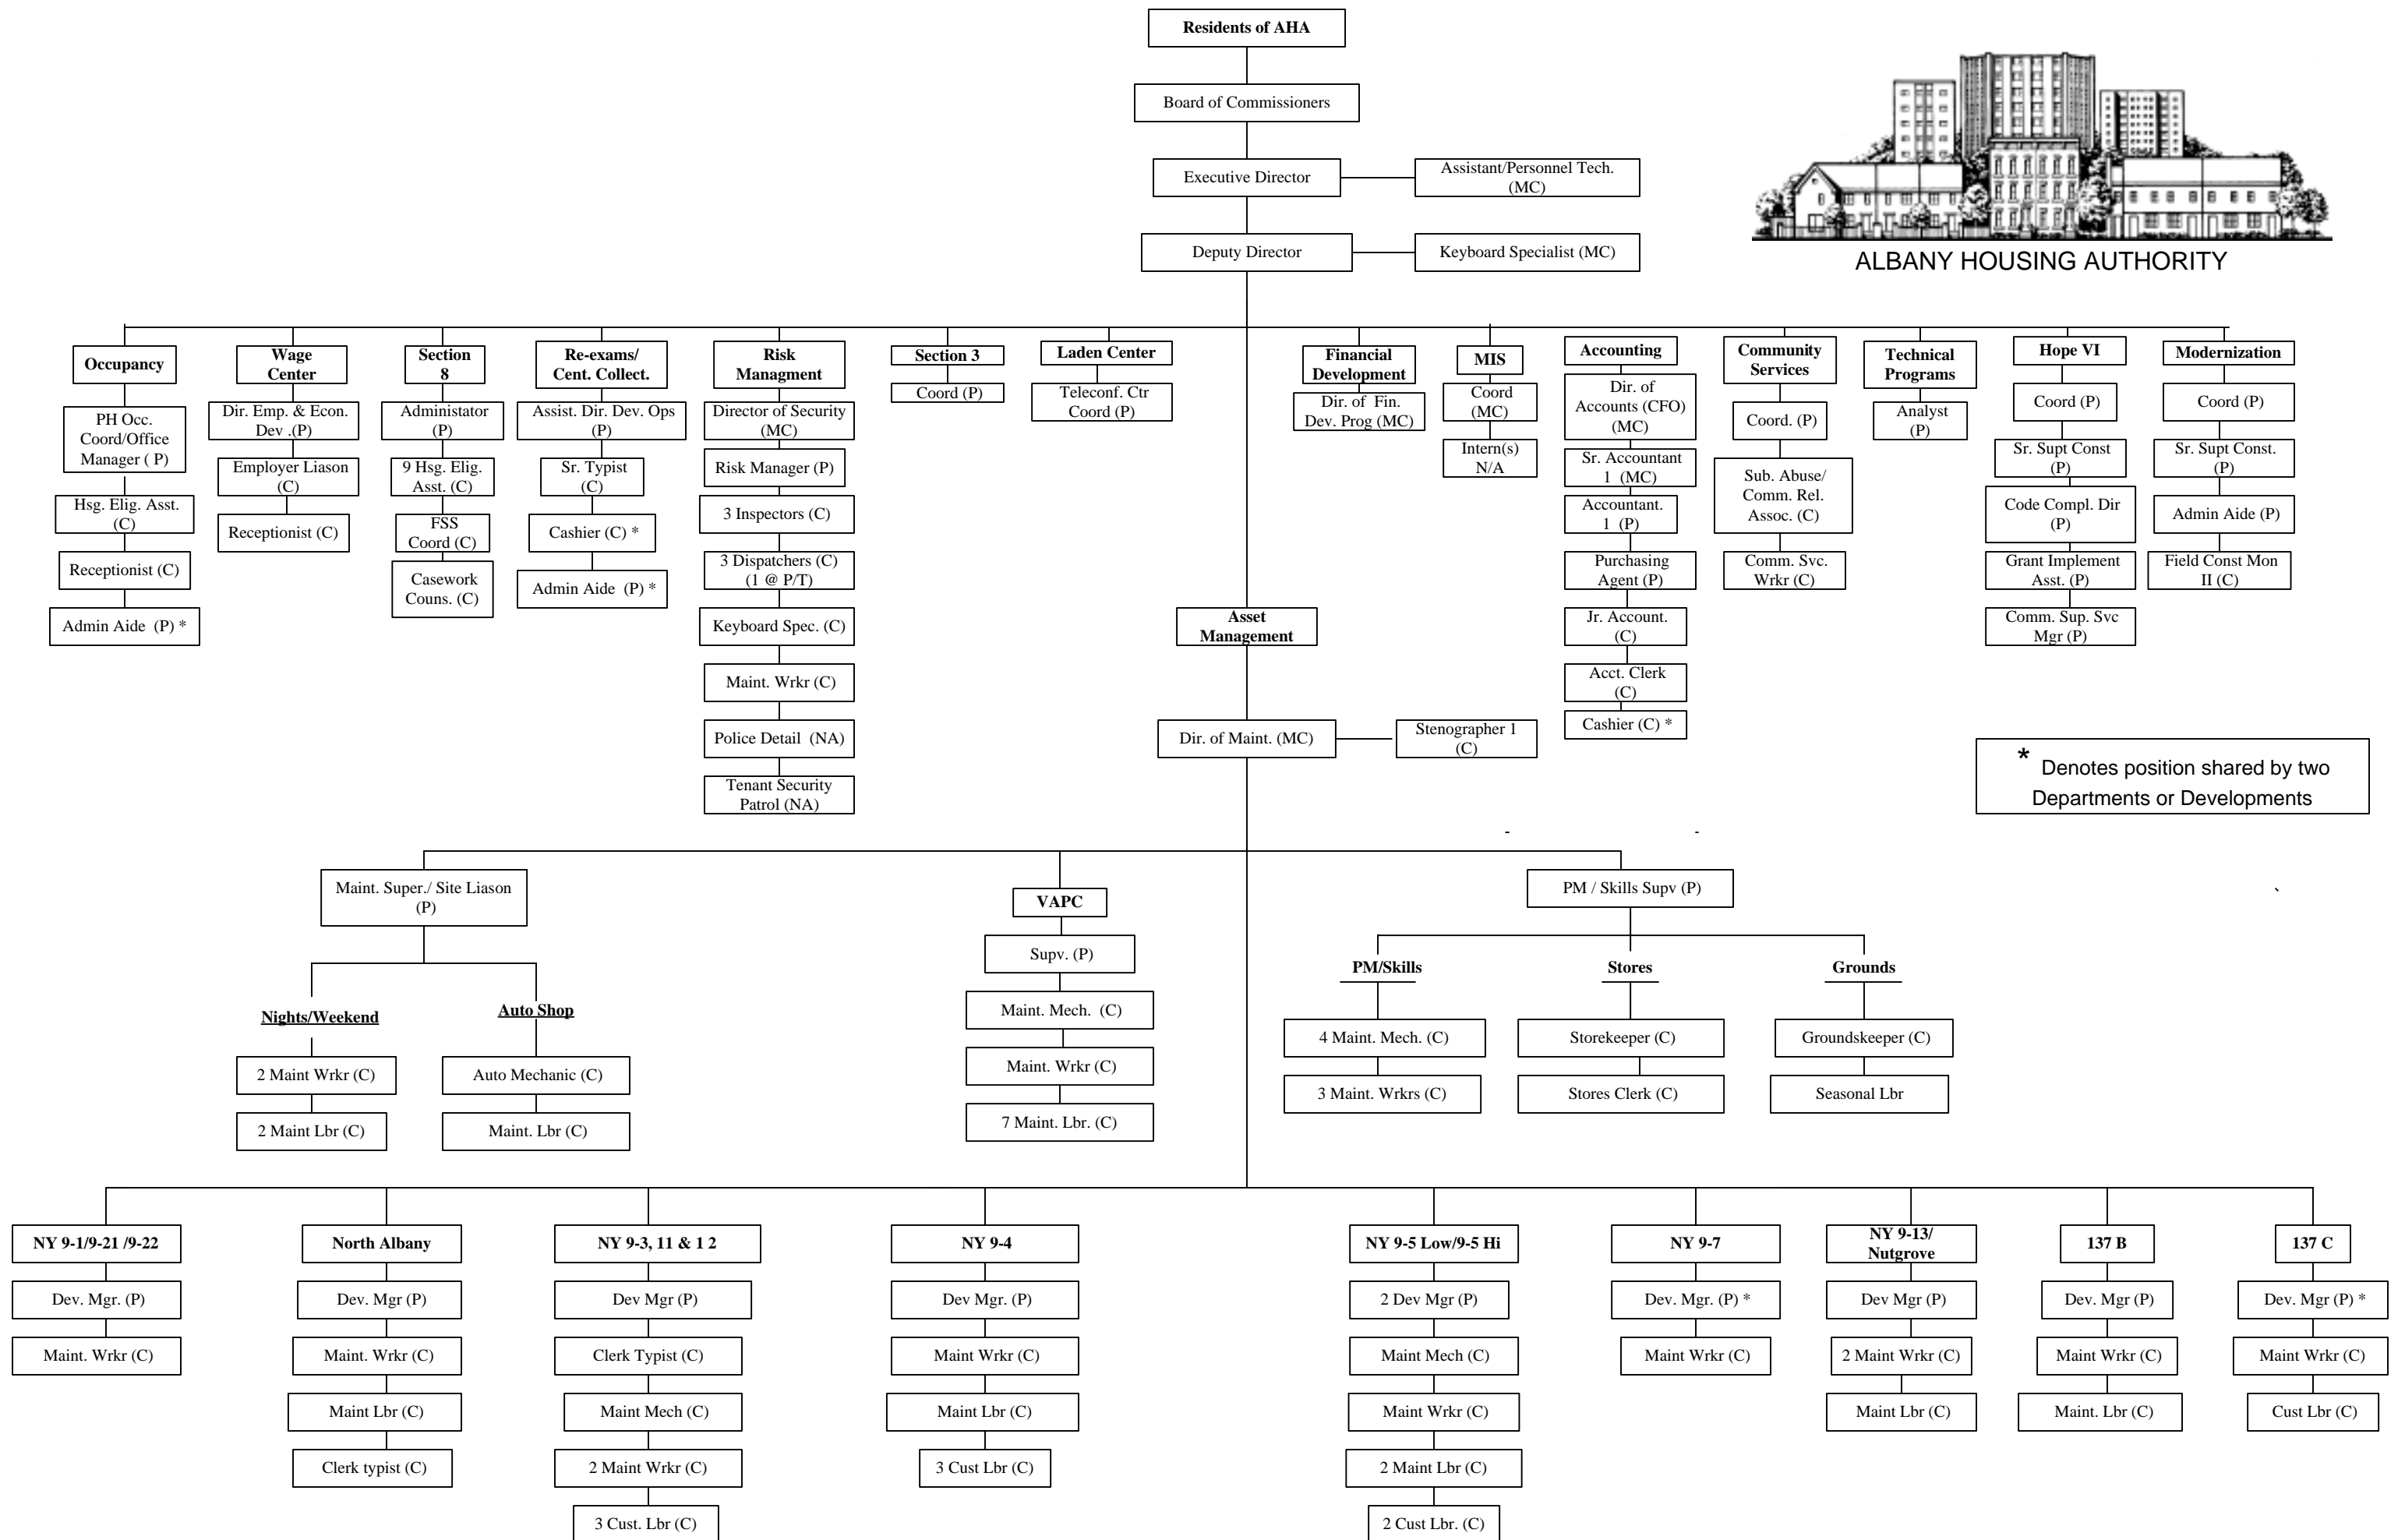 Residents of AHA
Board of Commissioners
Executive Director
Assistant/Personnel Tech.
(MC)
Deputy Director
Keyboard Specialist (MC)
ALBANY HOUSING AUTHORITY
Occupancy
PH Occ.
Coord/Office
Manager ( P)
Hsg. Elig. Asst.
(C)
Receptionist (C)
Admin Aide (P) *
Wage
Center
Dir. Emp. & Econ.
Dev .(P)
Employer Liason
(C)
Receptionist (C)
Section
8
Administator
(P)
9 Hsg. Elig.
Asst. (C)
FSS
Coord (C)
Casework
Couns. (C)
Re-exams/
Cent. Collect.
Assist. Dir. Dev. Ops
(P)
Sr. Typist
(C)
Cashier (C) *
Admin Aide (P) *
Risk
Managment
Director of Security
(MC)
Risk Manager (P)
3 Inspectors (C)
3 Dispatchers (C)
(1 @ P/T)
Keyboard Spec. (C)
Maint. Wrkr (C)
Police Detail (NA)
Tenant Security
Patrol (NA)
Section 3
Coord (P)
Laden Center
Teleconf. Ctr
Coord (P)
Financial
Development
Dir. of Fin.
Dev. Prog (MC)
MIS
Coord
(MC)
Intern(s)
N/A
Accounting
Dir. of
Accounts (CFO)
(MC)
Sr. Accountant
1 (MC)
Accountant.
1 (P)
Purchasing
Agent (P)
Jr. Account.
(C)
Acct. Clerk
(C)
Cashier (C) *
Community
Services
Coord. (P)
Sub. Abuse/
Comm. Rel.
Assoc. (C)
Comm. Svc.
Wrkr (C)
Technical
Programs
Analyst
(P)
Hope VI
Coord (P)
Sr. Supt Const
(P)
Code Compl. Dir
(P)
Grant Implement
Asst. (P)
Comm. Sup. Svc
Mgr (P)
Modernization
Coord (P)
Sr. Supt Const.
(P)
Admin Aide (P)
Field Const Mon
II (C)
Asset
Management
Dir. of Maint. (MC)
Stenographer 1
(C)
* Denotes position shared by two
Departments or Developments
Maint. Super./ Site Liason
(P)
Nights/Weekend
2 Maint Wrkr (C)
2 Maint Lbr (C)
Auto Shop
Auto Mechanic (C)
Maint. Lbr (C)
VAPC
Supv. (P)
Maint. Mech. (C)
Maint. Wrkr (C)
7 Maint. Lbr. (C)
PM / Skills Supv (P)
PM/Skills
4 Maint. Mech. (C)
3 Maint. Wrkrs (C)
Stores
Storekeeper (C)
Stores Clerk (C)
Grounds
Groundskeeper (C)
Seasonal Lbr
NY 9-1/9-21 /9-22
Dev. Mgr. (P)
Maint. Wrkr (C)
North Albany
Dev. Mgr (P)
Maint. Wrkr (C)
Maint Lbr (C)
Clerk typist (C)
NY 9-3, 11 & 1 2
Dev Mgr (P)
Clerk Typist (C)
Maint Mech (C)
2 Maint Wrkr (C)
3 Cust. Lbr (C)
NY 9-4
Dev Mgr. (P)
Maint Wrkr (C)
Maint Lbr (C)
3 Cust Lbr (C)
NY 9-5 Low/9-5 Hi
2 Dev Mgr (P)
Maint Mech (C)
Maint Wrkr (C)
2 Maint Lbr (C)
2 Cust Lbr. (C)
NY 9-7
Dev. Mgr. (P) *
Maint Wrkr (C)
NY 9-13/
Nutgrove
Dev Mgr (P)
2 Maint Wrkr (C)
Maint Lbr (C)
137 B
Dev. Mgr (P)
Maint Wrkr (C)
Maint. Lbr (C)
137 C
Dev. Mgr (P) *
Maint Wrkr (C)
Cust Lbr (C)